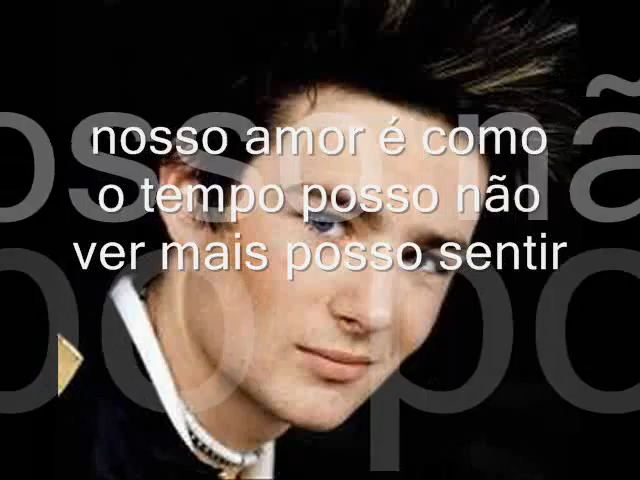 nosso amor é como
o tempo posso não
ver mais posso sentir